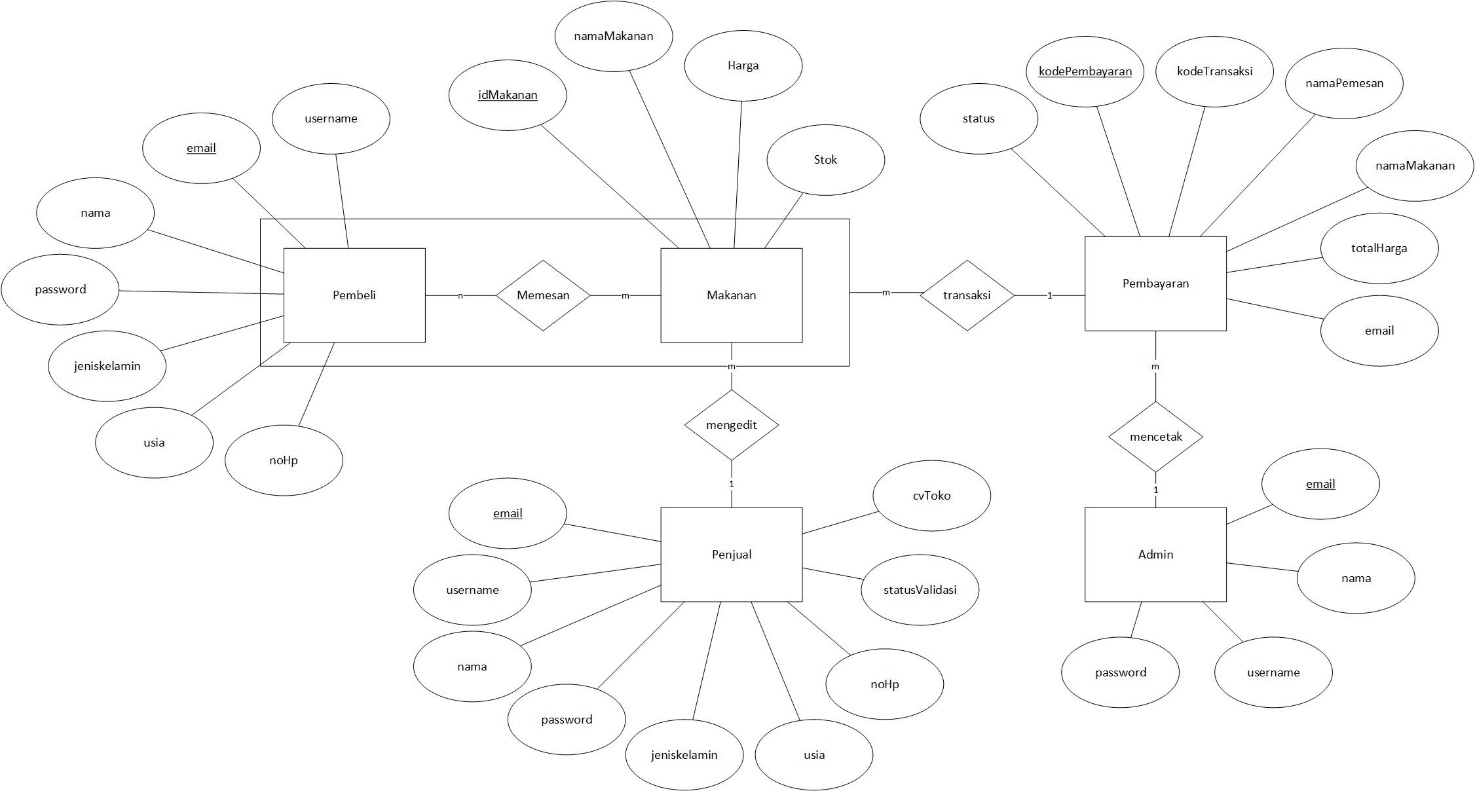 namaMakanan
Harga
idMakanan
Stok
username
email
nama
password
jeniskelamin
usia
noHp
Pembeli
n
Memesan
m
Makanan
m
transaksi
1
Pembayaran
status
kodePembayaran
kodeTransaksi
namaPemesan
namaMakanan
totalHarga
email
m
mengedit
1
m
mencetak
1
Penjual
email
username
nama
password
jeniskelamin
usia
noHp
statusValidasi
cvToko
Admin
email
nama
username
password